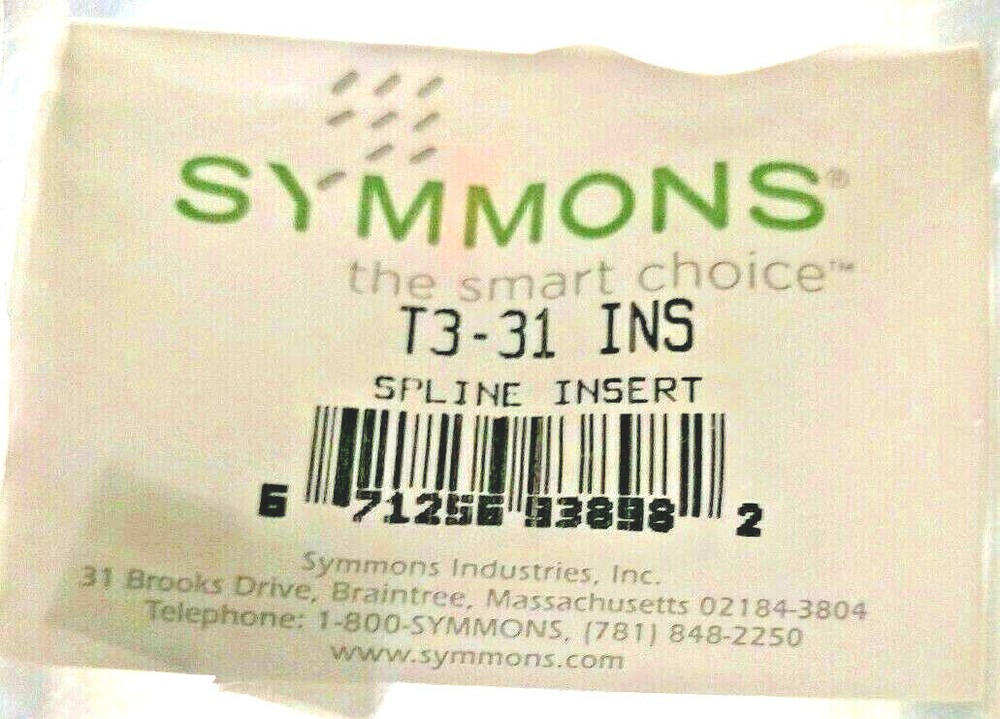 SYMMONS®
the smart choice™
T3-31 INS
SPLINE INSERT
6 71256 93898 2
Symmons Industries, Inc.
31 Brooks Drive, Braintree, Massachusetts 02184-3804
Telephone: 1-800-SYMMONS, (781) 848-2250
www.symmons.com